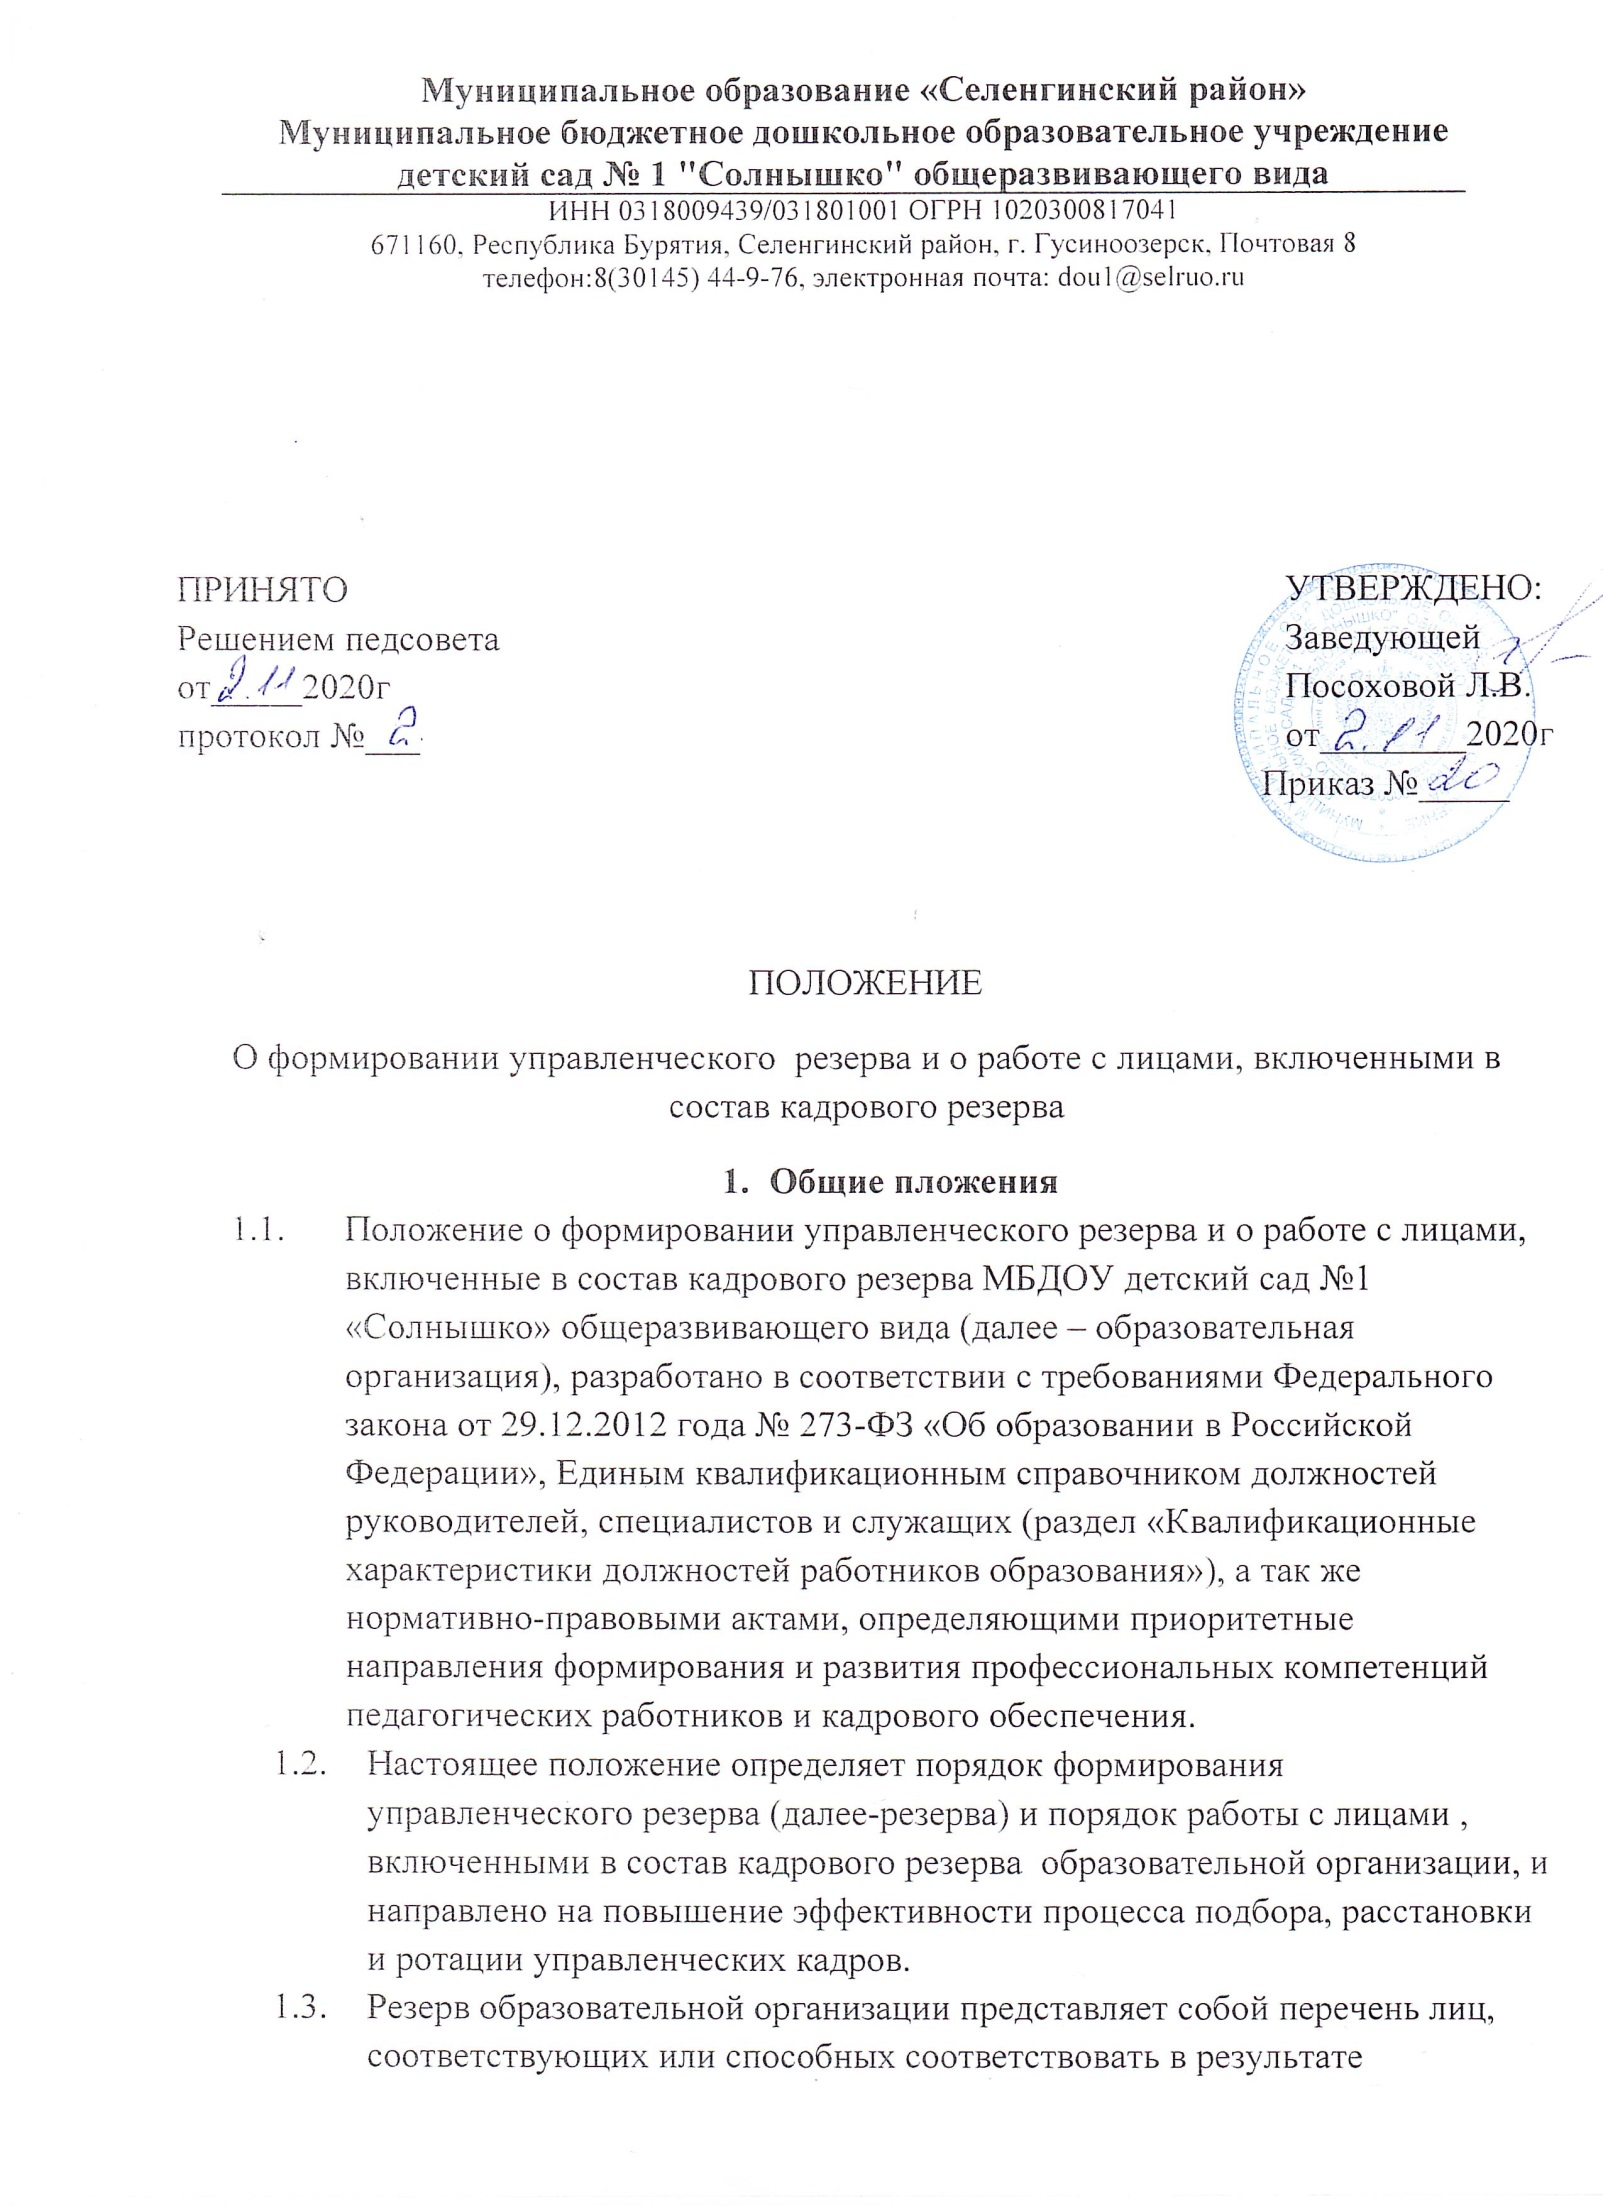 Муниципальное образование «Селенгинский район»
Муниципальное бюджетное дошкольное образовательное учреждение
детский сад № 1 "Солнышко" общеразвивающего вида
ИНН 0318009439/031801001 ОГРН 1020300817041
671160, Республика Бурятия, Селенгинский район, г. Гусиноозерск, Почтовая 8
телефон:8(30145) 44-9-76, электронная почта: dou1@selruo.ru
ПРИНЯТО
Решением педсовета
от 2.11 2020г
протокол № 2
УТВЕРЖДЕНО:
Заведующей
Посоховой Л.В.
от 2.11 2020г
Приказ № 20
ПОЛОЖЕНИЕ
О формировании управленческого резерва и о работе с лицами, включенными в
состав кадрового резерва
1. Общие пложения
1.1. Положение о формировании управленческого резерва и о работе с лицами,
включенные в состав кадрового резерва МБДОУ детский сад №1
«Солнышко» общеразвивающего вида (далее – образовательная
организация), разработано в соответствии с требованиями Федерального
закона от 29.12.2012 года № 273-ФЗ «Об образовании в Российской
Федерации», Единым квалификационным справочником должностей
руководителей, специалистов и служащих (раздел «Квалификационные
характеристики должностей работников образования»), а так же
нормативно-правовыми актами, определяющими приоритетные
направления формирования и развития профессиональных компетенций
педагогических работников и кадрового обеспечения.
1.2. Настоящее положение определяет порядок формирования
управленческого резерва (далее-резерва) и порядок работы с лицами ,
включенными в состав кадрового резерва образовательной организации, и
направлено на повышение эффективности процесса подбора, расстановки
и ротации управленческих кадров.
1.3. Резерв образовательной организации представляет собой перечень лиц,
соответствующих или способных соответствовать в результате